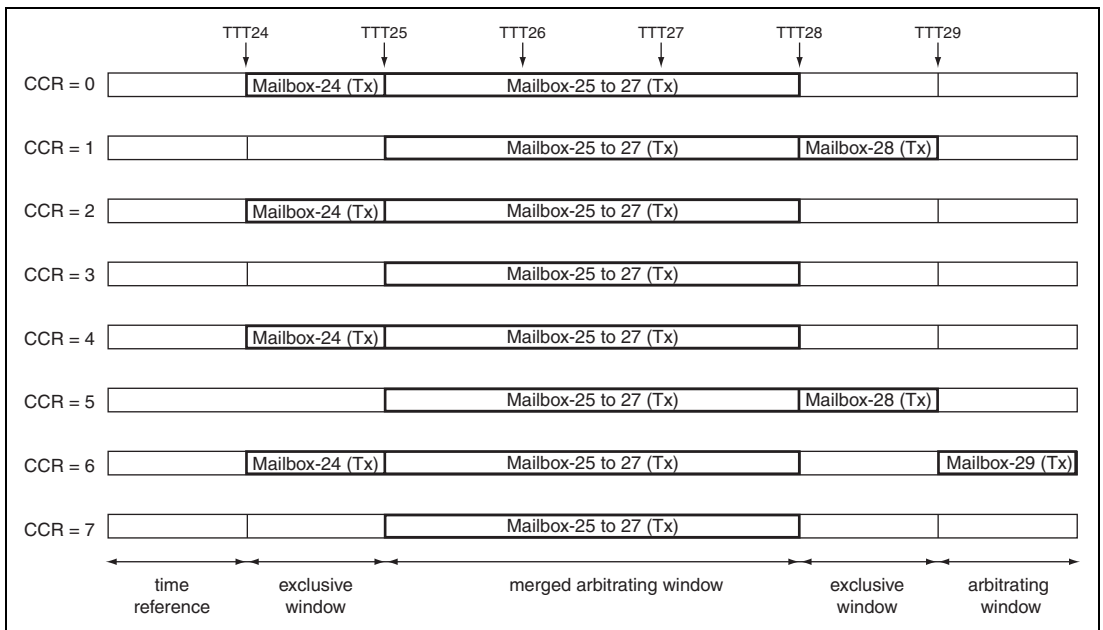 TTT24 TTT25 TTT26 TTT27 TTT28 TTT29
CCR = 0 Mailbox-24 (Tx) Mailbox-25 to 27 (Tx)
CCR = 1 Mailbox-25 to 27 (Tx) Mailbox-28 (Tx)
CCR = 2 Mailbox-24 (Tx) Mailbox-25 to 27 (Tx)
CCR = 3 Mailbox-25 to 27 (Tx)
CCR = 4 Mailbox-24 (Tx) Mailbox-25 to 27 (Tx)
CCR = 5 Mailbox-25 to 27 (Tx) Mailbox-28 (Tx)
CCR = 6 Mailbox-24 (Tx) Mailbox-25 to 27 (Tx) Mailbox-29 (Tx)
CCR = 7 Mailbox-25 to 27 (Tx)
time exclusive merged arbitrating window exclusive arbitrating
reference window window window